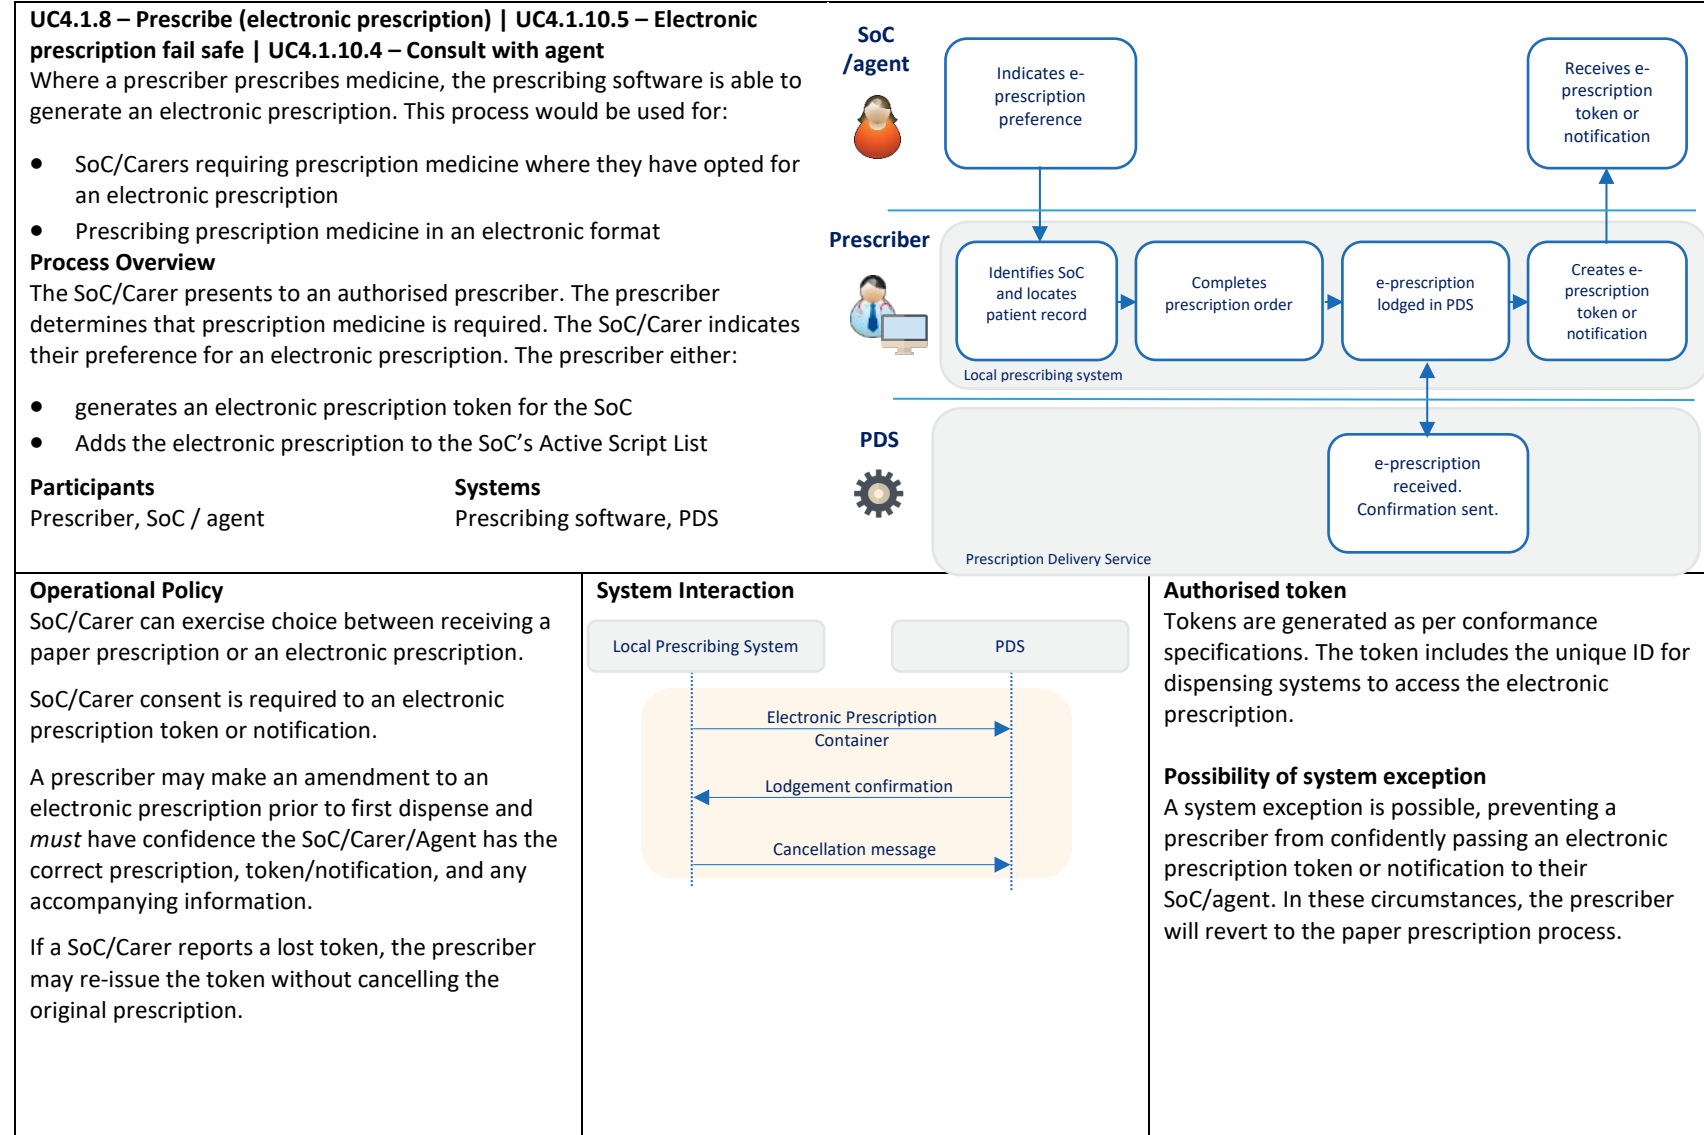 UC4.1.8 – Prescribe (electronic prescription) | UC4.1.10.5 – Electronic
prescription fail safe | UC4.1.10.4 – Consult with agent
Where a prescriber prescribes medicine, the prescribing software is able to
generate an electronic prescription. This process would be used for:
• SoC/Carers requiring prescription medicine where they have opted for
an electronic prescription
• Prescribing prescription medicine in an electronic format
Process Overview
The SoC/Carer presents to an authorised prescriber. The prescriber
determines that prescription medicine is required. The SoC/Carer indicates
their preference for an electronic prescription. The prescriber either:
• generates an electronic prescription token for the SoC
• Adds the electronic prescription to the SoC's Active Script List
Participants
Prescriber, SoC / agent
Systems
Prescribing software, PDS
SoC
/agent
Indicates e-
prescription
preference
Receives e-
prescription
token or
notification
Prescriber
Identifies SoC
and locates
patient record
Completes
prescription order
e-prescription
lodged in PDS
Creates e-
prescription
token or
notification
Local prescribing system
PDS
e-prescription
received.
Confirmation sent.
Prescription Delivery Service
Operational Policy
SoC/Carer can exercise choice between receiving a
paper prescription or an electronic prescription.
SoC/Carer consent is required to an electronic
prescription token or notification.
A prescriber may make an amendment to an
electronic prescription prior to first dispense and
must have confidence the SoC/Carer/Agent has the
correct prescription, token/notification, and any
accompanying information.
If a SoC/Carer reports a lost token, the prescriber
may re-issue the token without cancelling the
original prescription.
System Interaction
Local Prescribing System
PDS
Electronic Prescription
Container
Lodgement confirmation
Cancellation message
Authorised token
Tokens are generated as per conformance
specifications. The token includes the unique ID for
dispensing systems to access the electronic
prescription.
Possibility of system exception
A system exception is possible, preventing a
prescriber from confidently passing an electronic
prescription token or notification to their
SoC/agent. In these circumstances, the prescriber
will revert to the paper prescription process.